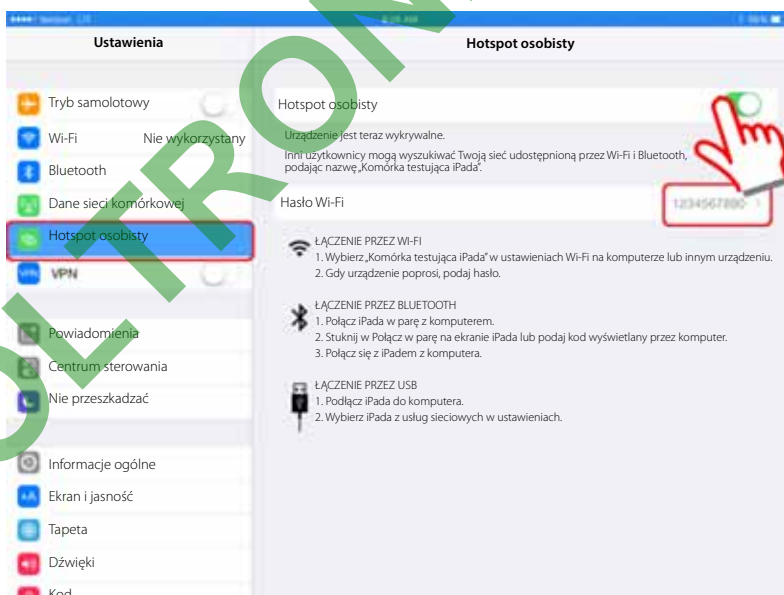 Verizon LTE
Ustawienia
Hotspot osobisty
Tryb samolotowy
Wi-Fi Nie wykorzystany
Bluetooth
Dane sieci komórkowej
Hotspot osobisty
VPN VPN
Powiadomienia
Centrum sterowania
Nie przeszkadzać
Informacje ogólne
Ekran i jasność
Tapeta
Dźwięki
Kod
Hotspot osobisty
Urządzenie jest teraz wykrywalne.
Inni użytkownicy mogą wyszukiwać Twoją sieć udostępnioną przez Wi-Fi i Bluetooth,
podając nazwę „Komórka testująca iPada”.
Hasło Wi-Fi 1234567890
ŁĄCZENIE PRZEZ WI-FI
1. Wybierz „Komórka testująca iPada” w ustawieniach Wi-Fi na komputerze lub innym urządzeniu.
2. Gdy urządzenie poprosi, podaj hasło.
ŁĄCZENIE PRZEZ BLUETOOTH
1. Połącz iPada w parę z komputerem.
2. Stuknij w Połącz w parę na ekranie iPada lub podaj kod wyświetlany przez komputer.
3. Połącz się z iPadem z komputera.
ŁĄCZENIE PRZEZ USB
1. Podłącz iPada do komputera.
2. Wybierz iPada z usług sieciowych w ustawieniach.
OLTRON